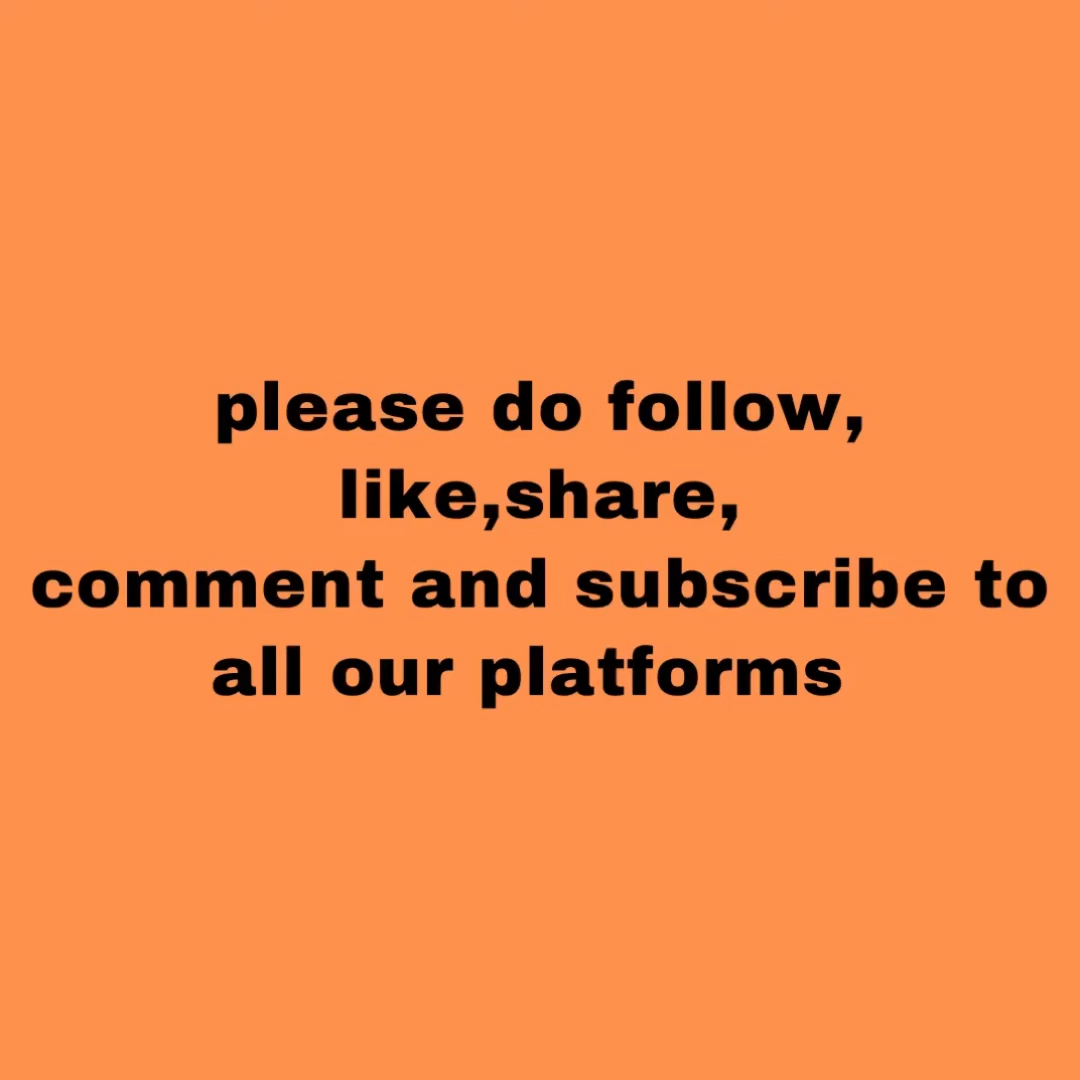 please do follow,
like,share,
comment and subscribe to
all our platforms